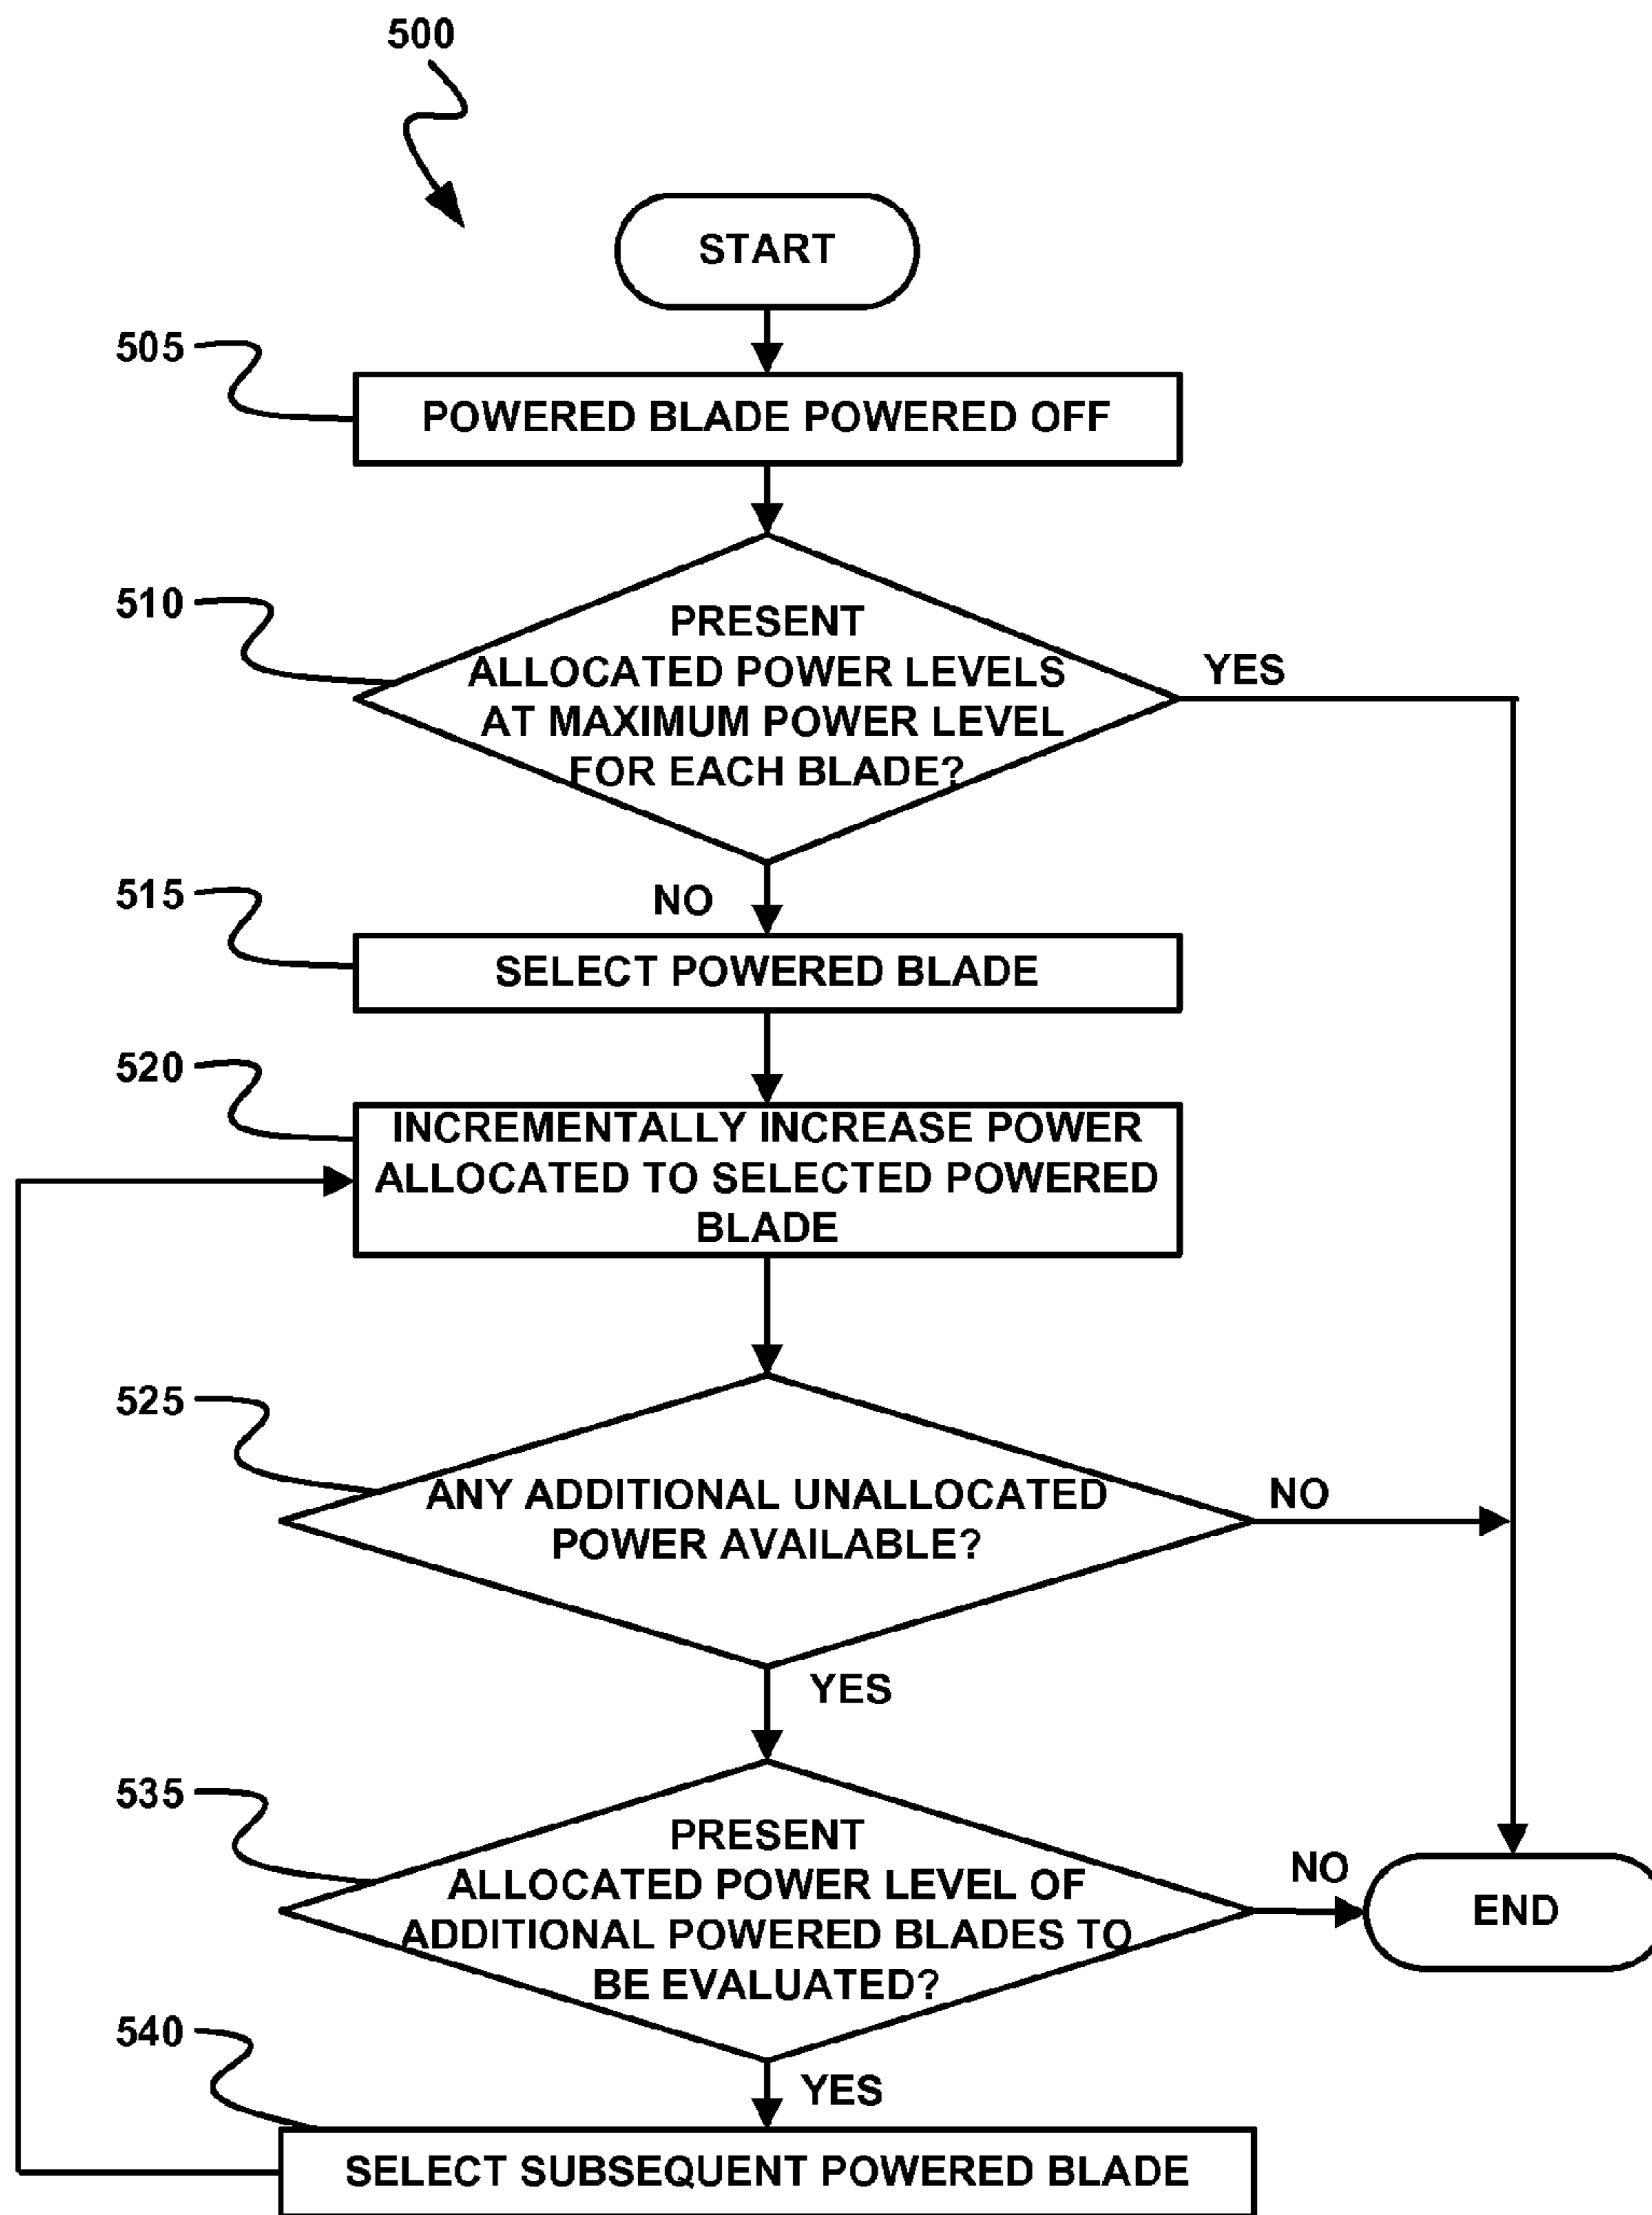 500
START
505
POWERED BLADE POWERED OFF
510
PRESENT
ALLOCATED POWER LEVELS
AT MAXIMUM POWER LEVEL
FOR EACH BLADE?
YES
NO
515
SELECT POWERED BLADE
520
INCREMENTALLY INCREASE POWER
ALLOCATED TO SELECTED POWERED
BLADE
525
ANY ADDITIONAL UNALLOCATED
POWER AVAILABLE?
NO
YES
535
PRESENT
ALLOCATED POWER LEVEL OF
ADDITIONAL POWERED BLADES TO
BE EVALUATED?
NO
END
540
YES
SELECT SUBSEQUENT POWERED BLADE